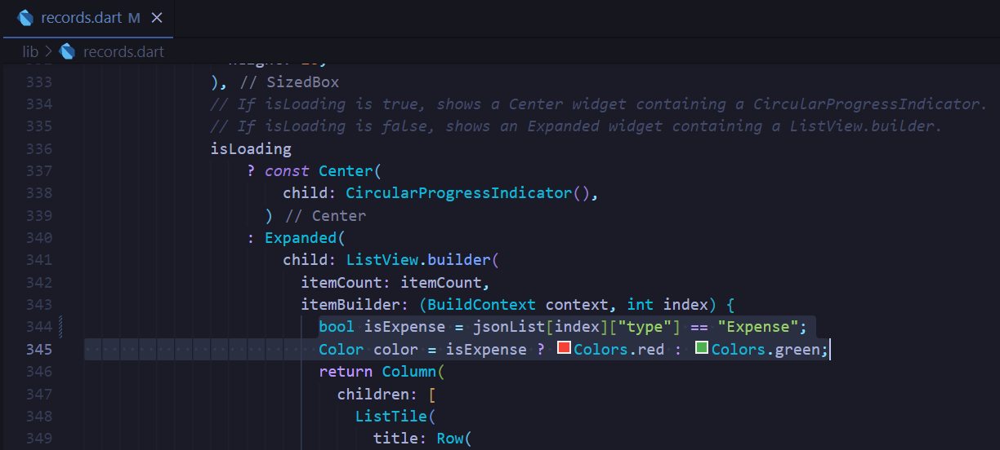 records.dart M ×
lib > records.dart
333 ), // SizedBox
334 // If isLoading is true, shows a Center widget containing a CircularProgressIndicator.
335 // If isLoading is false, shows an Expanded widget containing a ListView.builder.
336 isLoading
337 ? const Center(
338 child: CircularProgressIndicator(),
339 ) // Center
340 : Expanded(
341 child: ListView.builder(
342 itemCount: itemCount,
343 itemBuilder: (BuildContext context, int index) {
344 bool isExpense = jsonList[index]["type"] == "Expense";
345 Color color = isExpense ? Colors.red : Colors.green;
346 return Column(
347 children: [
348 ListTile(
349 title: Row(